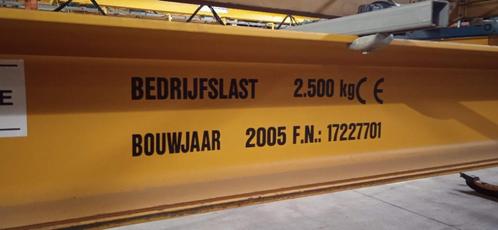 BEDRIJFSLAST 2.500 kg CE
BOUWJAAR 2005 F.N.: 17227701
E